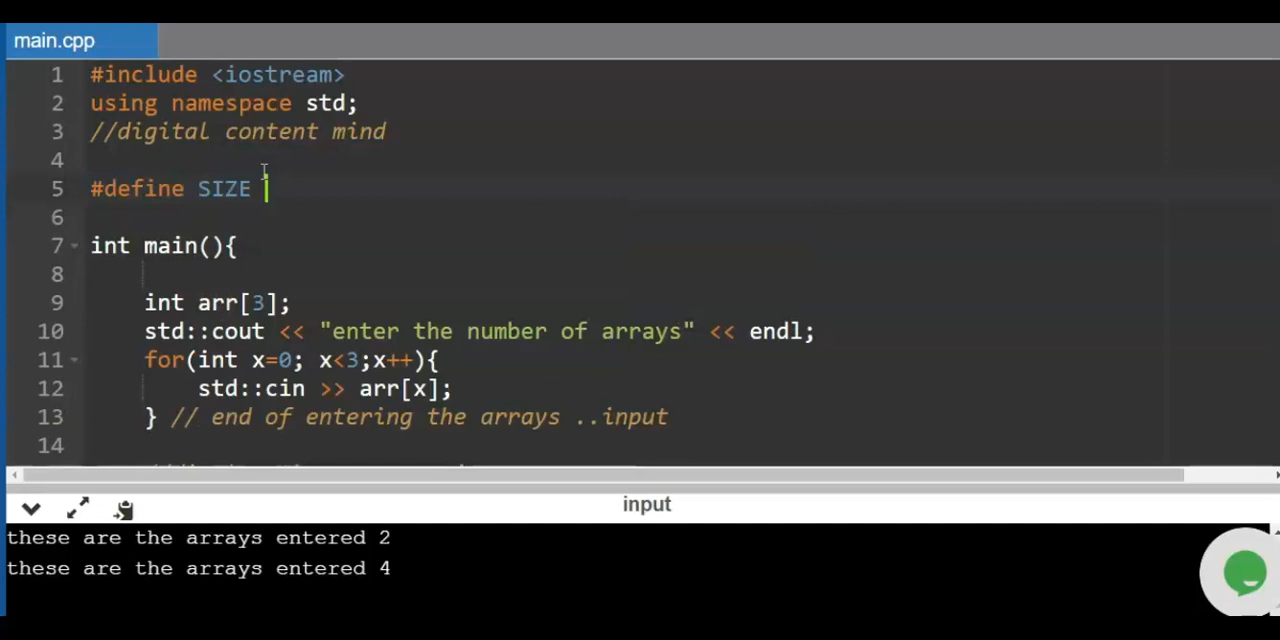 main.cpp
1 #include <iostream>
2 using namespace std;
3 //digital content mind
4
5 #define SIZE
6
7 int main(){
8
9 int arr[3];
10 std::cout << "enter the number of arrays" << endl;
11 for(int x=0; x<3;x++){
12 std::cin >> arr[x];
13 } // end of entering the arrays ..input
14
input
these are the arrays entered 2
these are the arrays entered 4